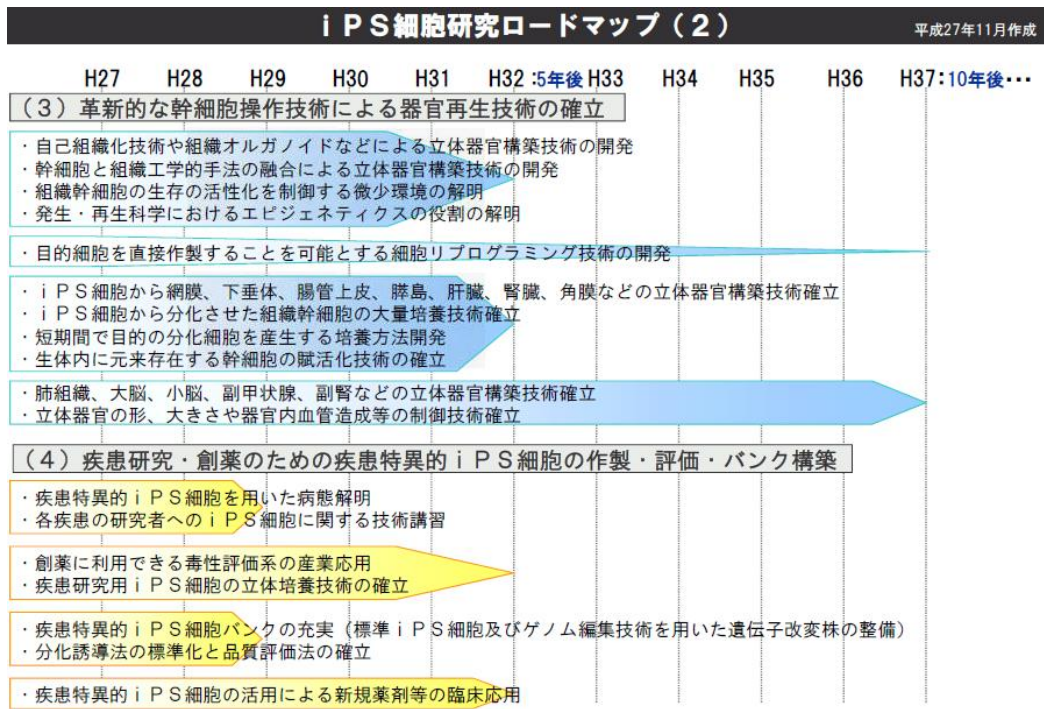 iPS細胞研究ロードマップ(2)
平成27年11月作成
H27 H28 H29 H30 H31 H32:5年後 H33 H34 H35 H36 H37:10年後・・・
(3)革新的な幹細胞操作技術による器官再生技術の確立
・自己組織化技術や組織オルガノイドなどによる立体器官構築技術の開発
・幹細胞と組織工学的手法の融合による立体器官構築技術の開発
・組織幹細胞の生存の活性化を制御する微少環境の解明
・発生・再生科学におけるエピジェネティクスの役割の解明
・目的細胞を直接作製することを可能とする細胞リプログラミング技術の開発
・iPS細胞から網膜、下垂体、腸管上皮、膵島、肝臓、腎臓、角膜などの立体器官構築技術確立
・iPS細胞から分化させた組織幹細胞の大量培養技術確立
・短期間で目的の分化細胞を産生する培養方法開発
・生体内に元来存在する幹細胞の賦活化技術の確立
・肺組織、大脳、小脳、副甲状腺、副腎などの立体器官構築技術確立
・立体器官の形、大きさや器官内血管造成等の制御技術確立
(4)疾患研究・創薬のための疾患特異的iPS細胞の作製・評価・バンク構築
・疾患特異的iPS細胞を用いた病態解明
・各疾患の研究者へのiPS細胞に関する技術講習
・創薬に利用できる毒性評価系の産業応用
・疾患研究用iPS細胞の立体培養技術の確立
・疾患特異的iPS細胞バンクの充実(標準iPS細胞及びゲノム編集技術を用いた遺伝子改変株の整備)
・分化誘導法の標準化と品質評価法の確立
・疾患特異的iPS細胞の活用による新規薬剤等の臨床応用